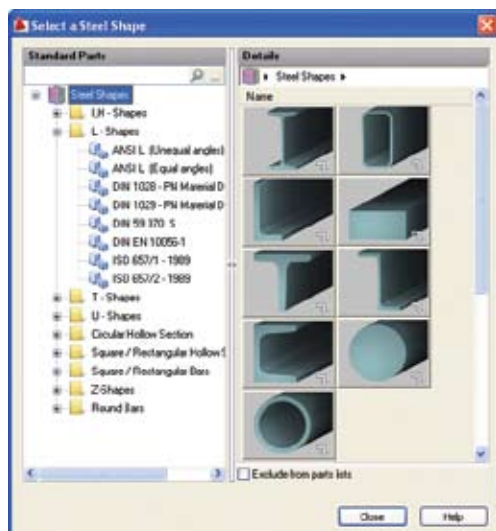 Select a Steel Shape
Standard Parts
Steel Shapes
I,H - Shapes
L - Shapes
ANSI L (Unequal angles)
ANSI L (Equal angles)
DIN 1028 - PN Material D
DIN 1029 - PN Material D
DIN 59 370 S
DIN EN 10056-1
ISO 657/1 - 1989
ISO 657/2 - 1989
T - Shapes
U - Shapes
Circular Hollow Section
Square / Rectangular Hollow S
Square / Rectangular Bars
Z-Shapes
Round Bars
Details
Steel Shapes
Name
Exclude from parts lists
Close
Help